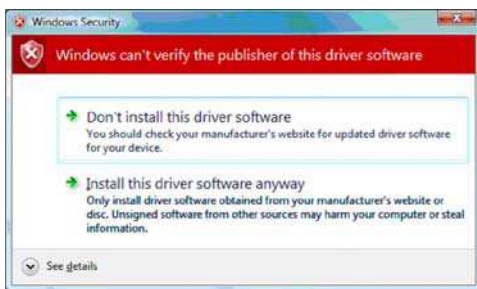 Windows Security
Windows can't verify the publisher of this driver software
Don't install this driver software
You should check your manufacturer's website for updated driver software
for your device.
Install this driver software anyway
Only install driver software obtained from your manufacturer's website or
disc. Unsigned software from other sources may harm your computer or steal
information.
See details